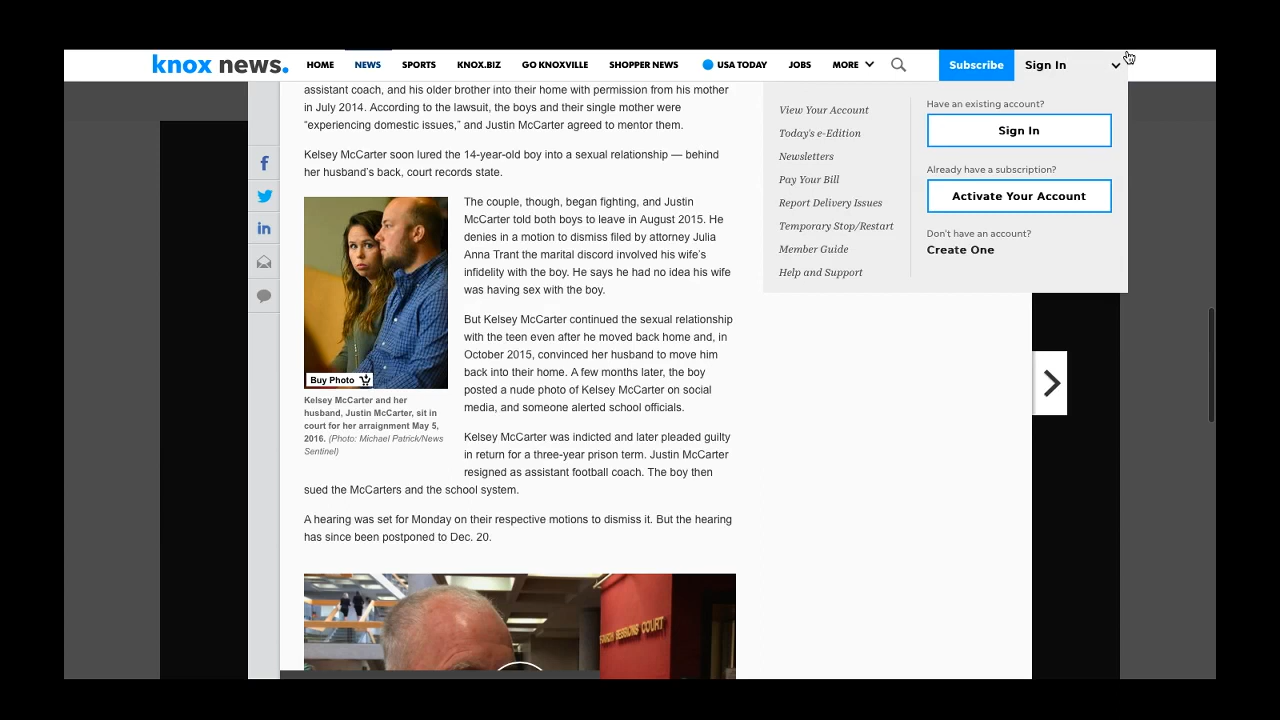 knox news.
HOME
NEWS
SPORTS
KNOX.BIZ
GO KNOXVILLE
SHOPPER NEWS
USA TODAY
JOBS
MORE
Subscribe
Sign In
assistant coach, and his older brother into their home with permission from his mother
in July 2014. According to the lawsuit, the boys and their single mother were
“experiencing domestic issues,” and Justin McCarter agreed to mentor them.
Kelsey McCarter soon lured the 14-year-old boy into a sexual relationship — behind
her husband’s back, court records state.
Buy Photo
Kelsey McCarter and her
husband, Justin McCarter, sit in
court for her arraignment May 5,
2016. (Photo: Michael Patrick/News
Sentinel)
The couple, though, began fighting, and Justin
McCarter told both boys to leave in August 2015. He
denies in a motion to dismiss filed by attorney Julia
Anna Trant the marital discord involved his wife’s
infidelity with the boy. He says he had no idea his wife
was having sex with the boy.
But Kelsey McCarter continued the sexual relationship
with the teen even after he moved back home and, in
October 2015, convinced her husband to move him
back into their home. A few months later, the boy
posted a nude photo of Kelsey McCarter on social
media, and someone alerted school officials.
Kelsey McCarter was indicted and later pleaded guilty
in return for a three-year prison term. Justin McCarter
resigned as assistant football coach. The boy then
sued the McCarters and the school system.
A hearing was set for Monday on their respective motions to dismiss it. But the hearing
has since been postponed to Dec. 20.
SESSIONS COURT
View Your Account
Today's e-Edition
Newsletters
Pay Your Bill
Report Delivery Issues
Temporary Stop/Restart
Member Guide
Help and Support
Have an existing account?
Sign In
Already have a subscription?
Activate Your Account
Don't have an account?
Create One